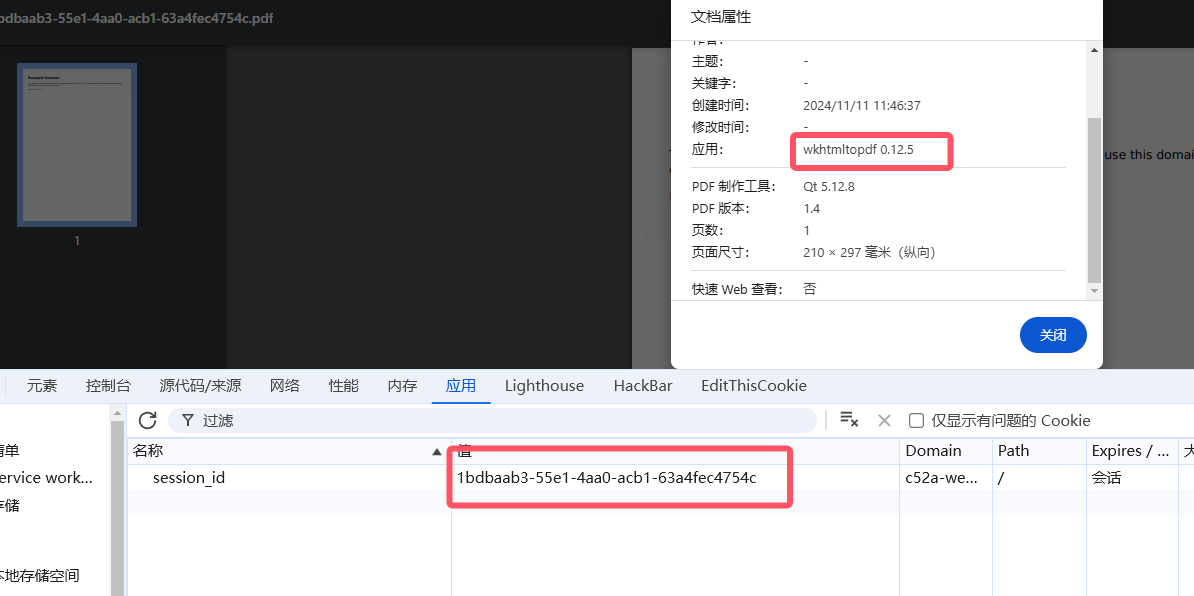 bdbaab3-55e1-4aa0-acb1-63a4fec4754c.pdf
文档属性
主题： -
关键字： -
创建时间： 2024/11/11 11:46:37
修改时间： -
应用： wkhtmltopdf 0.12.5
PDF 制作工具： Qt 5.12.8
PDF 版本： 1.4
页数： 1
页面尺寸： 210 × 297 毫米（纵向）
快速 Web 查看： 否
关闭
Example Domain
1
use this domai
元素 控制台 源代码/来源 网络 性能 内存 应用 Lighthouse HackBar EditThisCookie
过滤 仅显示有问题的 Cookie
名称 值 Domain Path Expires / ...
session_id 1bdbaab3-55e1-4aa0-acb1-63a4fec4754c c52a-we... / 会话
清单
ervice work...
存储
本地存储空间